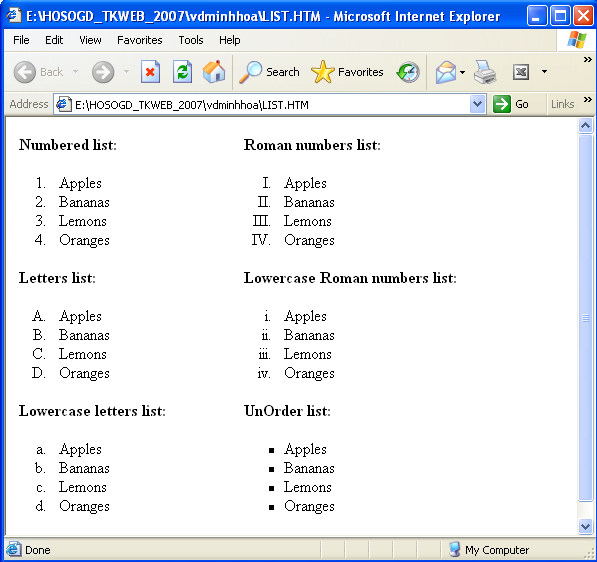 E:\HOSOGD_TKWEB_2007\vdminhhoa\LIST.HTM - Microsoft Internet Explorer
File Edit View Favorites Tools Help
Back Search Favorites
Address E:\HOSOGD_TKWEB_2007\vdminhhoa\LIST.HTM Go Links
Numbered list:
1. Apples
2. Bananas
3. Lemons
4. Oranges
Roman numbers list:
I. Apples
II. Bananas
III. Lemons
IV. Oranges
Letters list:
A. Apples
B. Bananas
C. Lemons
D. Oranges
Lowercase Roman numbers list:
i. Apples
ii. Bananas
iii. Lemons
iv. Oranges
Lowercase letters list:
a. Apples
b. Bananas
c. Lemons
d. Oranges
UnOrder list:
▪ Apples
▪ Bananas
▪ Lemons
▪ Oranges
Done My Computer